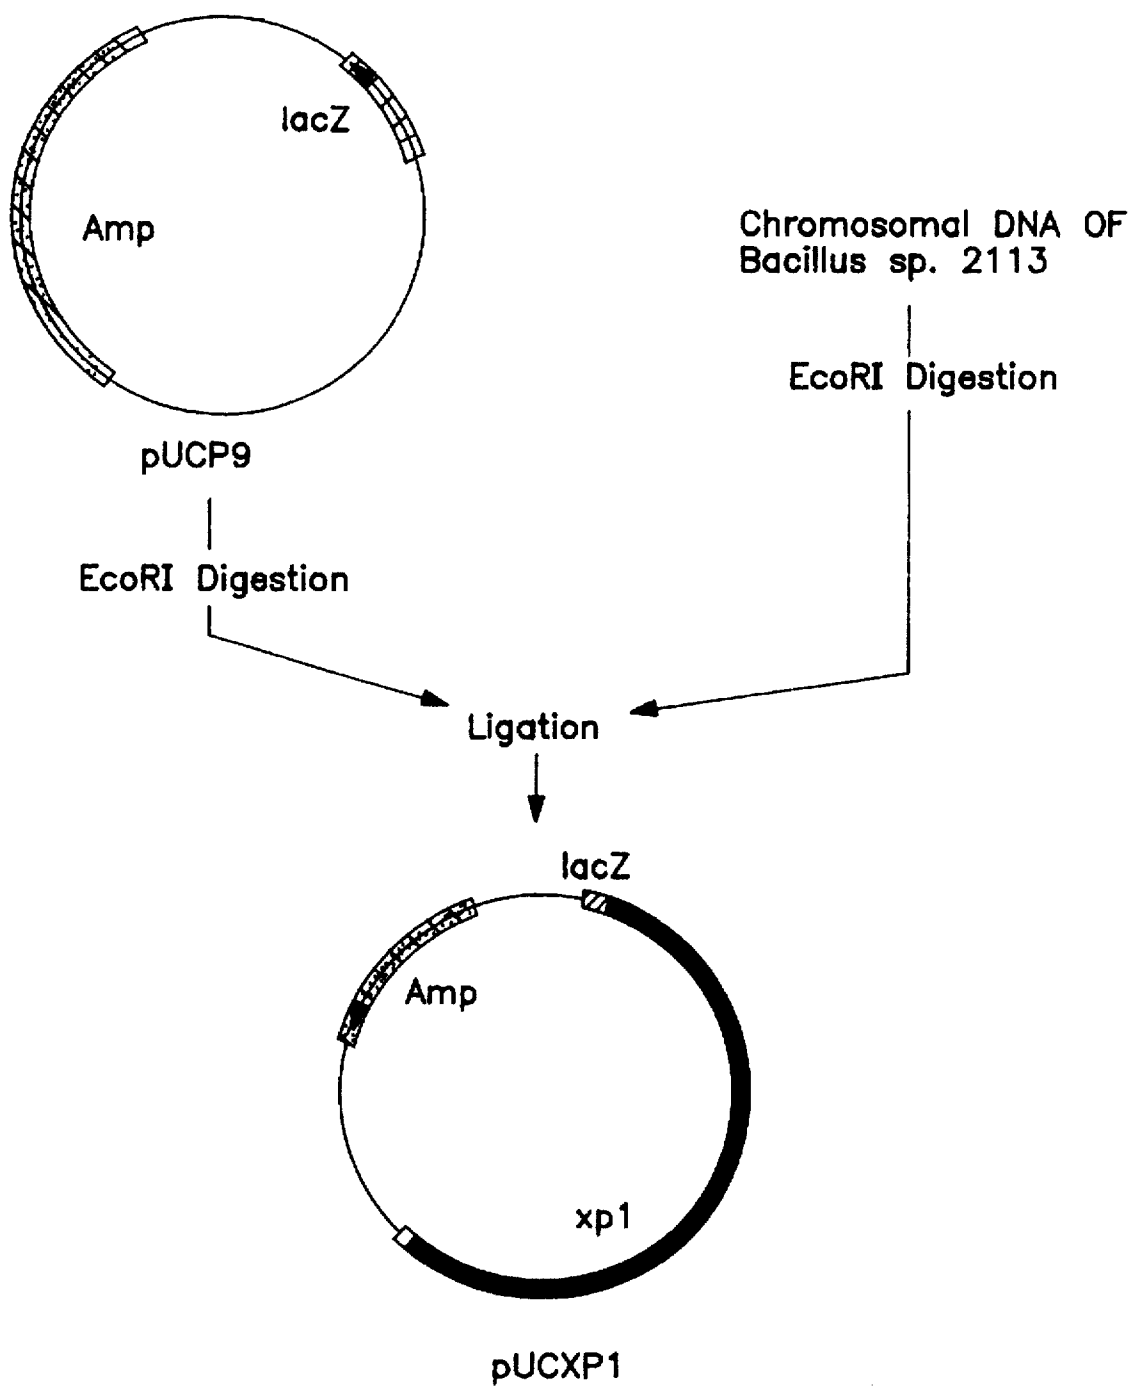 lacZ
Amp
pUCP9
EcoRI Digestion
Chromosomal DNA OF
Bacillus sp. 2113
EcoRI Digestion
Ligation
lacZ
Amp
xp1
pUCXP1